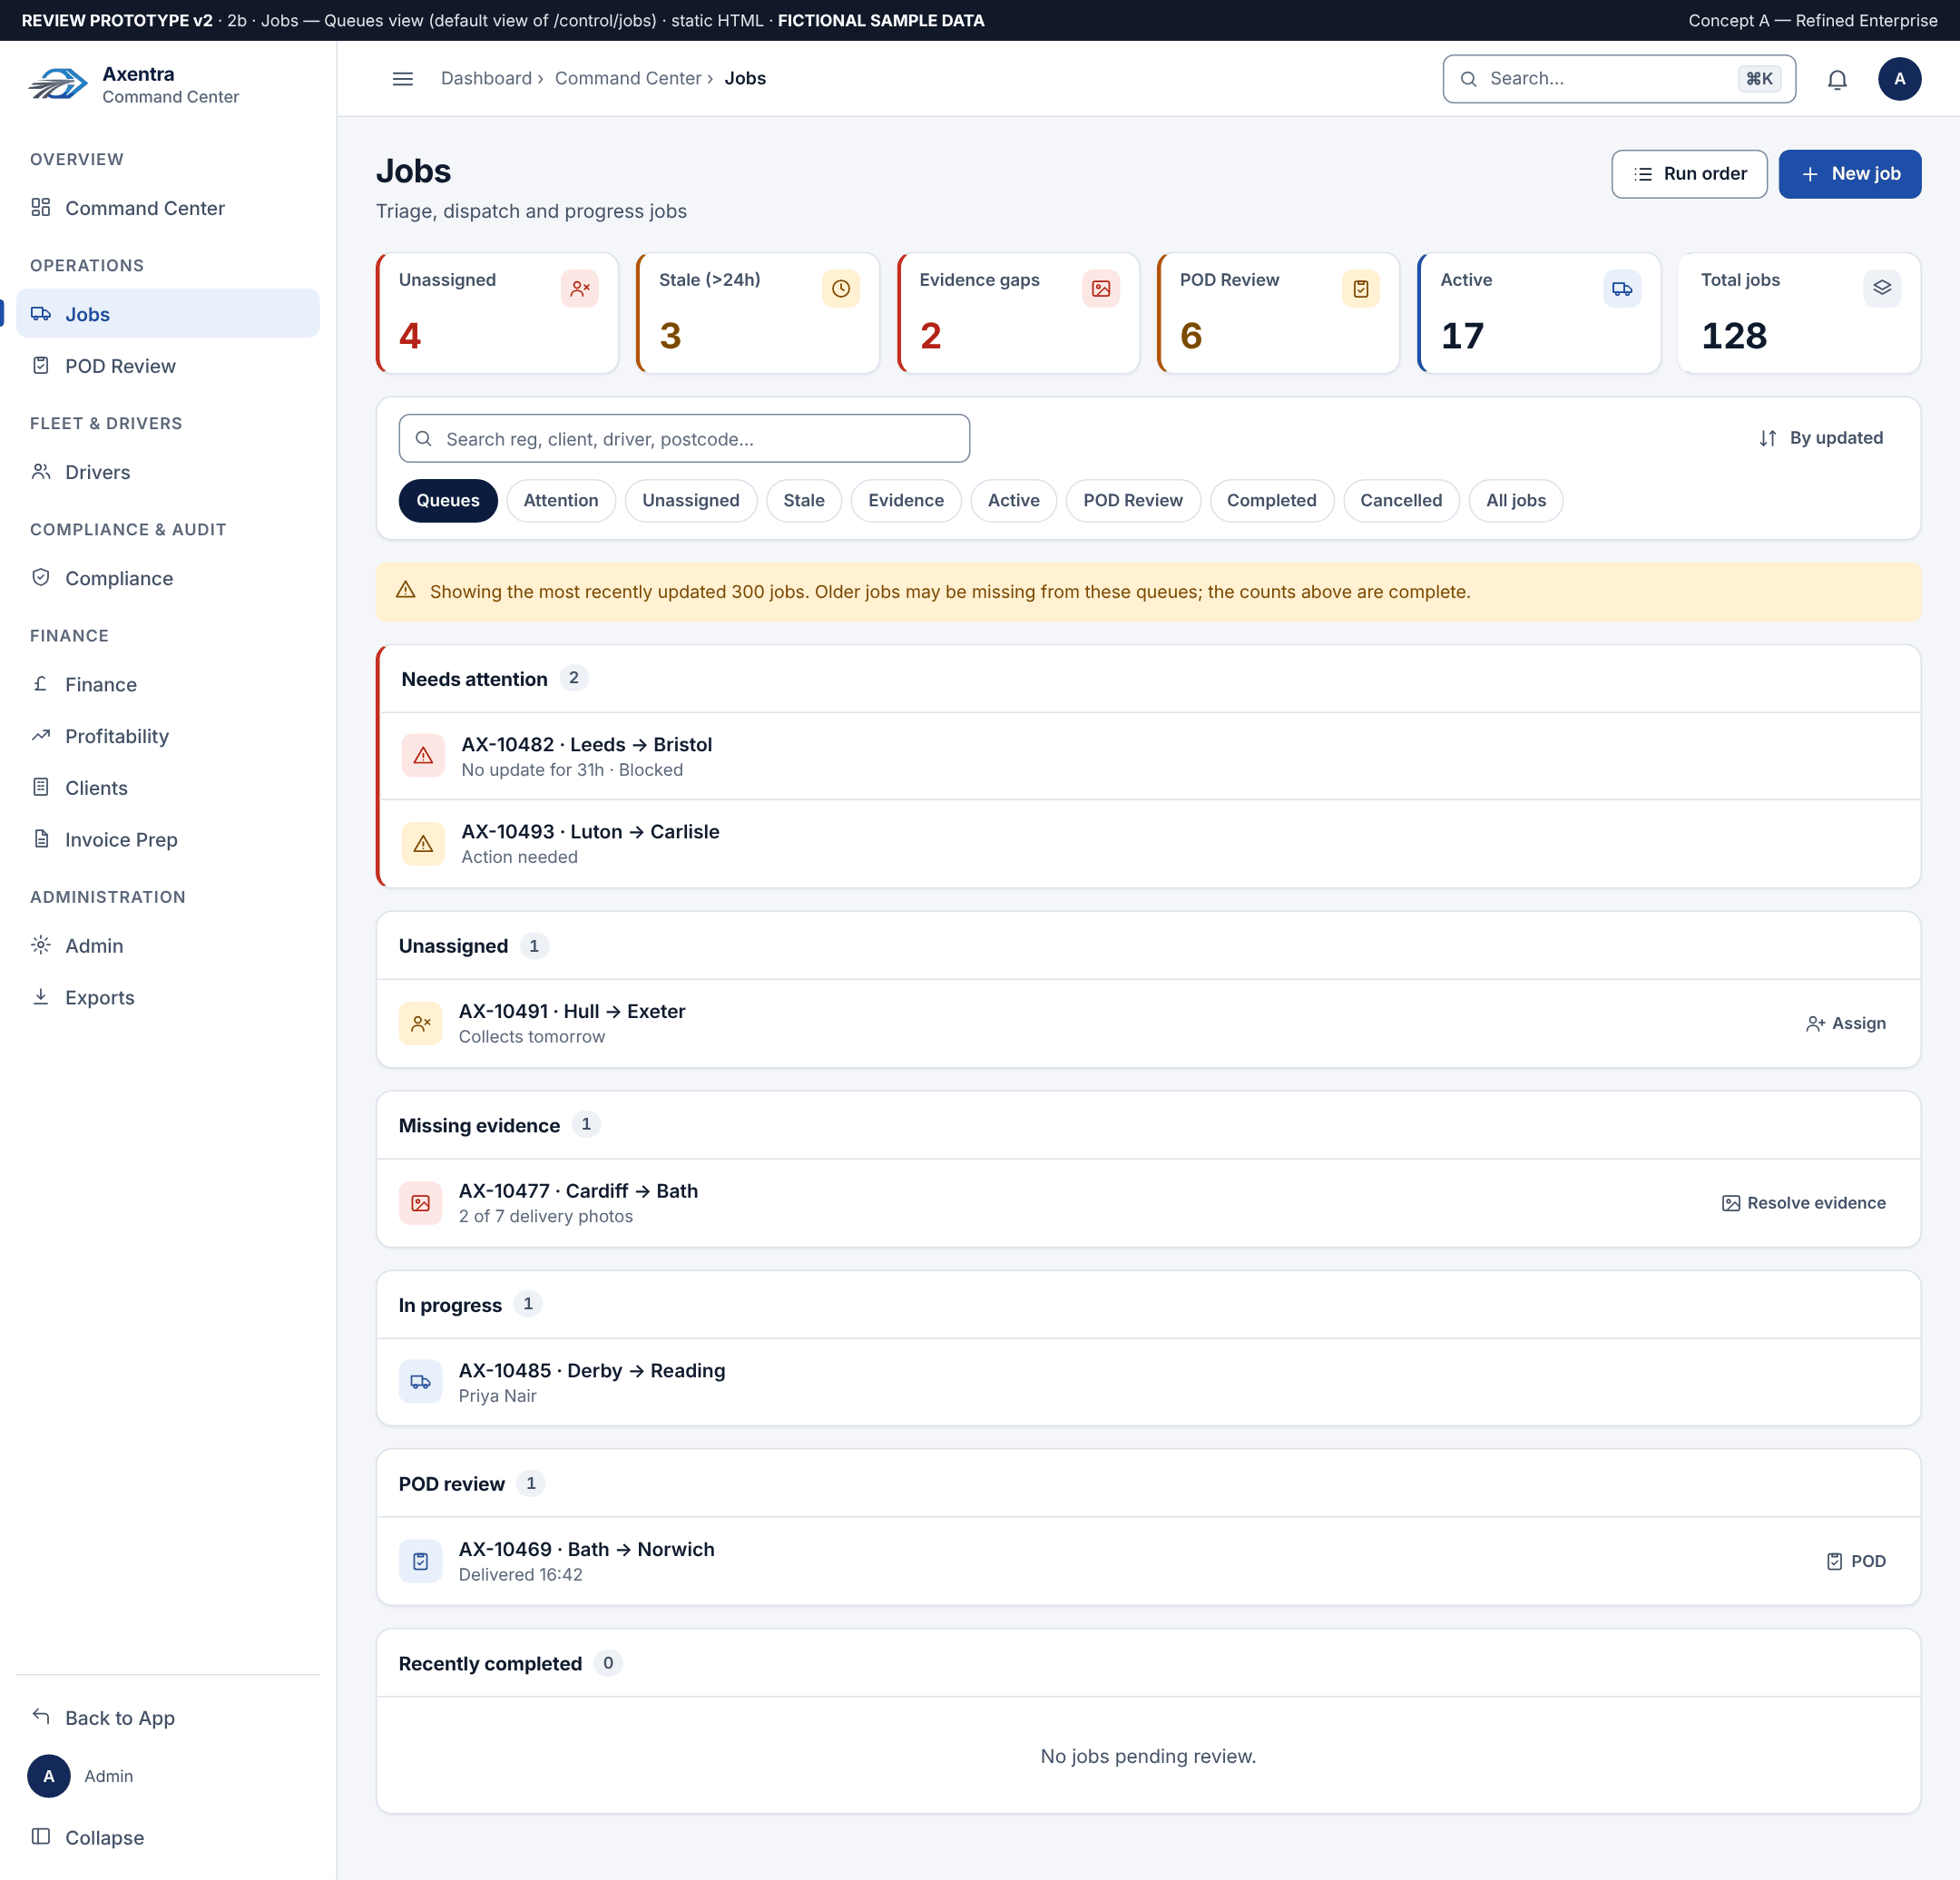 REVIEW PROTOTYPE v2 · 2b · Jobs — Queues view (default view of /control/jobs) · static HTML · FICTIONAL SAMPLE DATA
Concept A — Refined Enterprise
Axentra
Command Center
Dashboard › Command Center › Jobs
Search...
⌘K
A
OVERVIEW
Command Center
OPERATIONS
Jobs
POD Review
FLEET & DRIVERS
Drivers
COMPLIANCE & AUDIT
Compliance
FINANCE
Finance
Profitability
Clients
Invoice Prep
ADMINISTRATION
Admin
Exports
Back to App
A
Admin
Collapse
Jobs
Triage, dispatch and progress jobs
Run order
New job
Unassigned
4
Stale (>24h)
3
Evidence gaps
2
POD Review
6
Active
17
Total jobs
128
Search reg, client, driver, postcode...
By updated
Queues
Attention
Unassigned
Stale
Evidence
Active
POD Review
Completed
Cancelled
All jobs
Showing the most recently updated 300 jobs. Older jobs may be missing from these queues; the counts above are complete.
Needs attention 2
AX-10482 · Leeds → Bristol
No update for 31h · Blocked
AX-10493 · Luton → Carlisle
Action needed
Unassigned 1
AX-10491 · Hull → Exeter
Collects tomorrow
Assign
Missing evidence 1
AX-10477 · Cardiff → Bath
2 of 7 delivery photos
Resolve evidence
In progress 1
AX-10485 · Derby → Reading
Priya Nair
POD review 1
AX-10469 · Bath → Norwich
Delivered 16:42
POD
Recently completed 0
No jobs pending review.